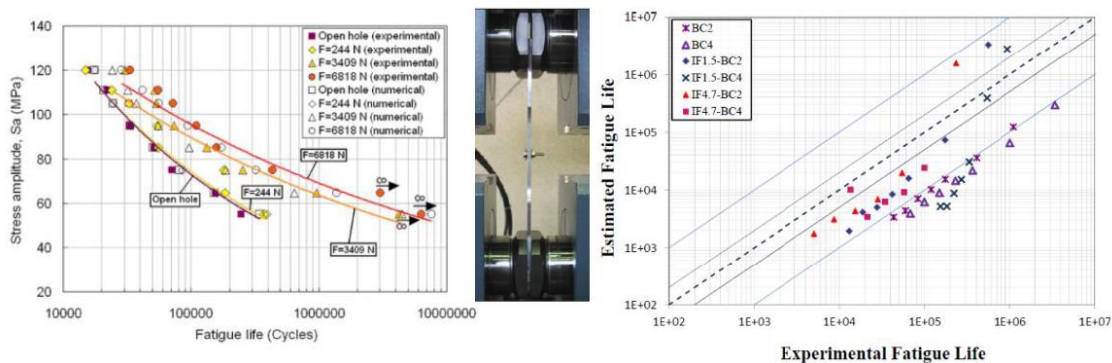 140
120
100
80
60
40
20
10000
100000
1000000
10000000
Stress amplitude, Sa (MPa)
Fatigue life (Cycles)
Open hole (experimental)
F=244 N (experimental)
F=3409 N (experimental)
F=6818 N (experimental)
Open hole (numerical)
F=244 N (numerical)
F=3409 N (numerical)
F=6818 N (numerical)
F=6818 N
Open hole
F=244 N
F=3409 N
∞
∞
∞
Estimated Fatigue Life
1E+07
1E+06
1E+05
1E+04
1E+03
1E+02
BC2
BC4
IF1.5-BC2
IF1.5-BC4
IF4.7-BC2
IF4.7-BC4
1E+02
1E+03
1E+04
1E+05
1E+06
1E+07
Experimental Fatigue Life